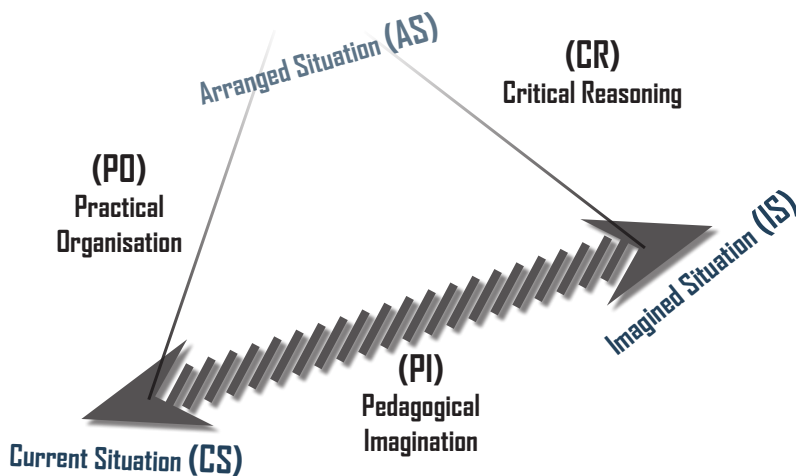 Arranged Situation (AS)
(CR)
Critical Reasoning
(PO)
Practical
Organisation
Imagined Situation (IS)
(PI)
Pedagogical
Imagination
Current Situation (CS)